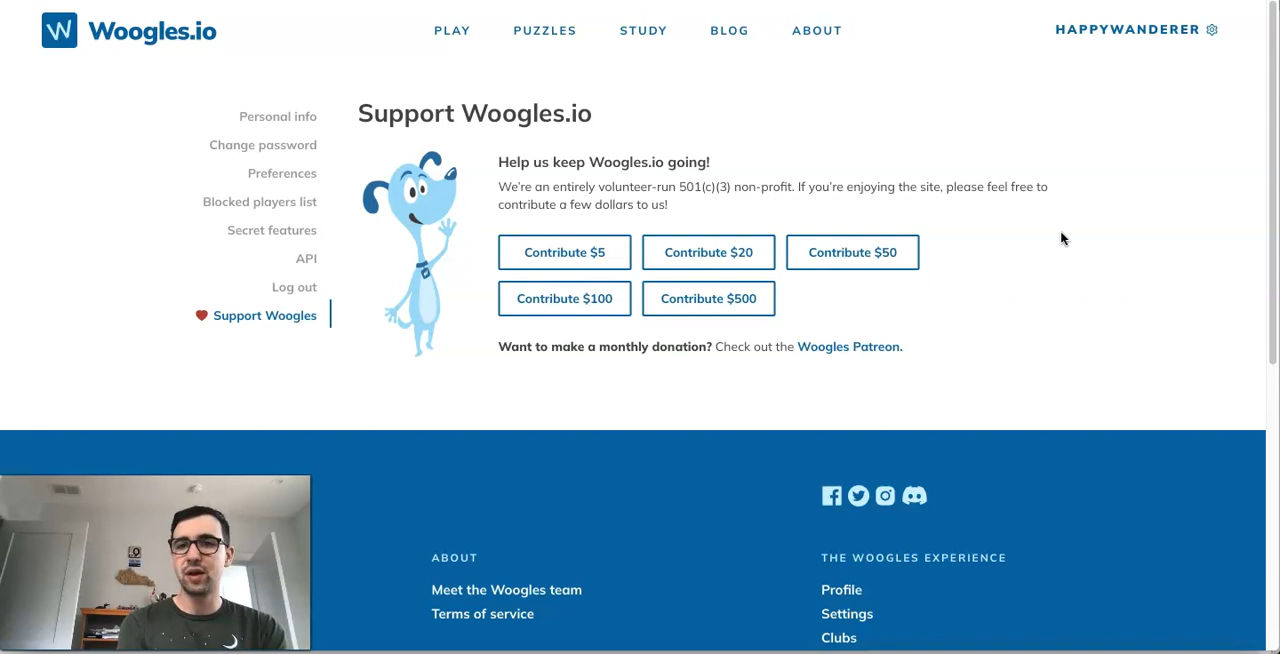 W Woogles.io
PLAY PUZZLES STUDY BLOG ABOUT
HAPPYWANDERER
Personal info
Change password
Preferences
Blocked players list
Secret features
API
Log out
Support Woogles
Support Woogles.io
Help us keep Woogles.io going!
We're an entirely volunteer-run 501(c)(3) non-profit. If you're enjoying the site, please feel free to
contribute a few dollars to us!
Contribute $5 Contribute $20 Contribute $50
Contribute $100 Contribute $500
Want to make a monthly donation? Check out the Woogles Patreon.
ABOUT
Meet the Woogles team
Terms of service
THE WOOGLES EXPERIENCE
Profile
Settings
Clubs